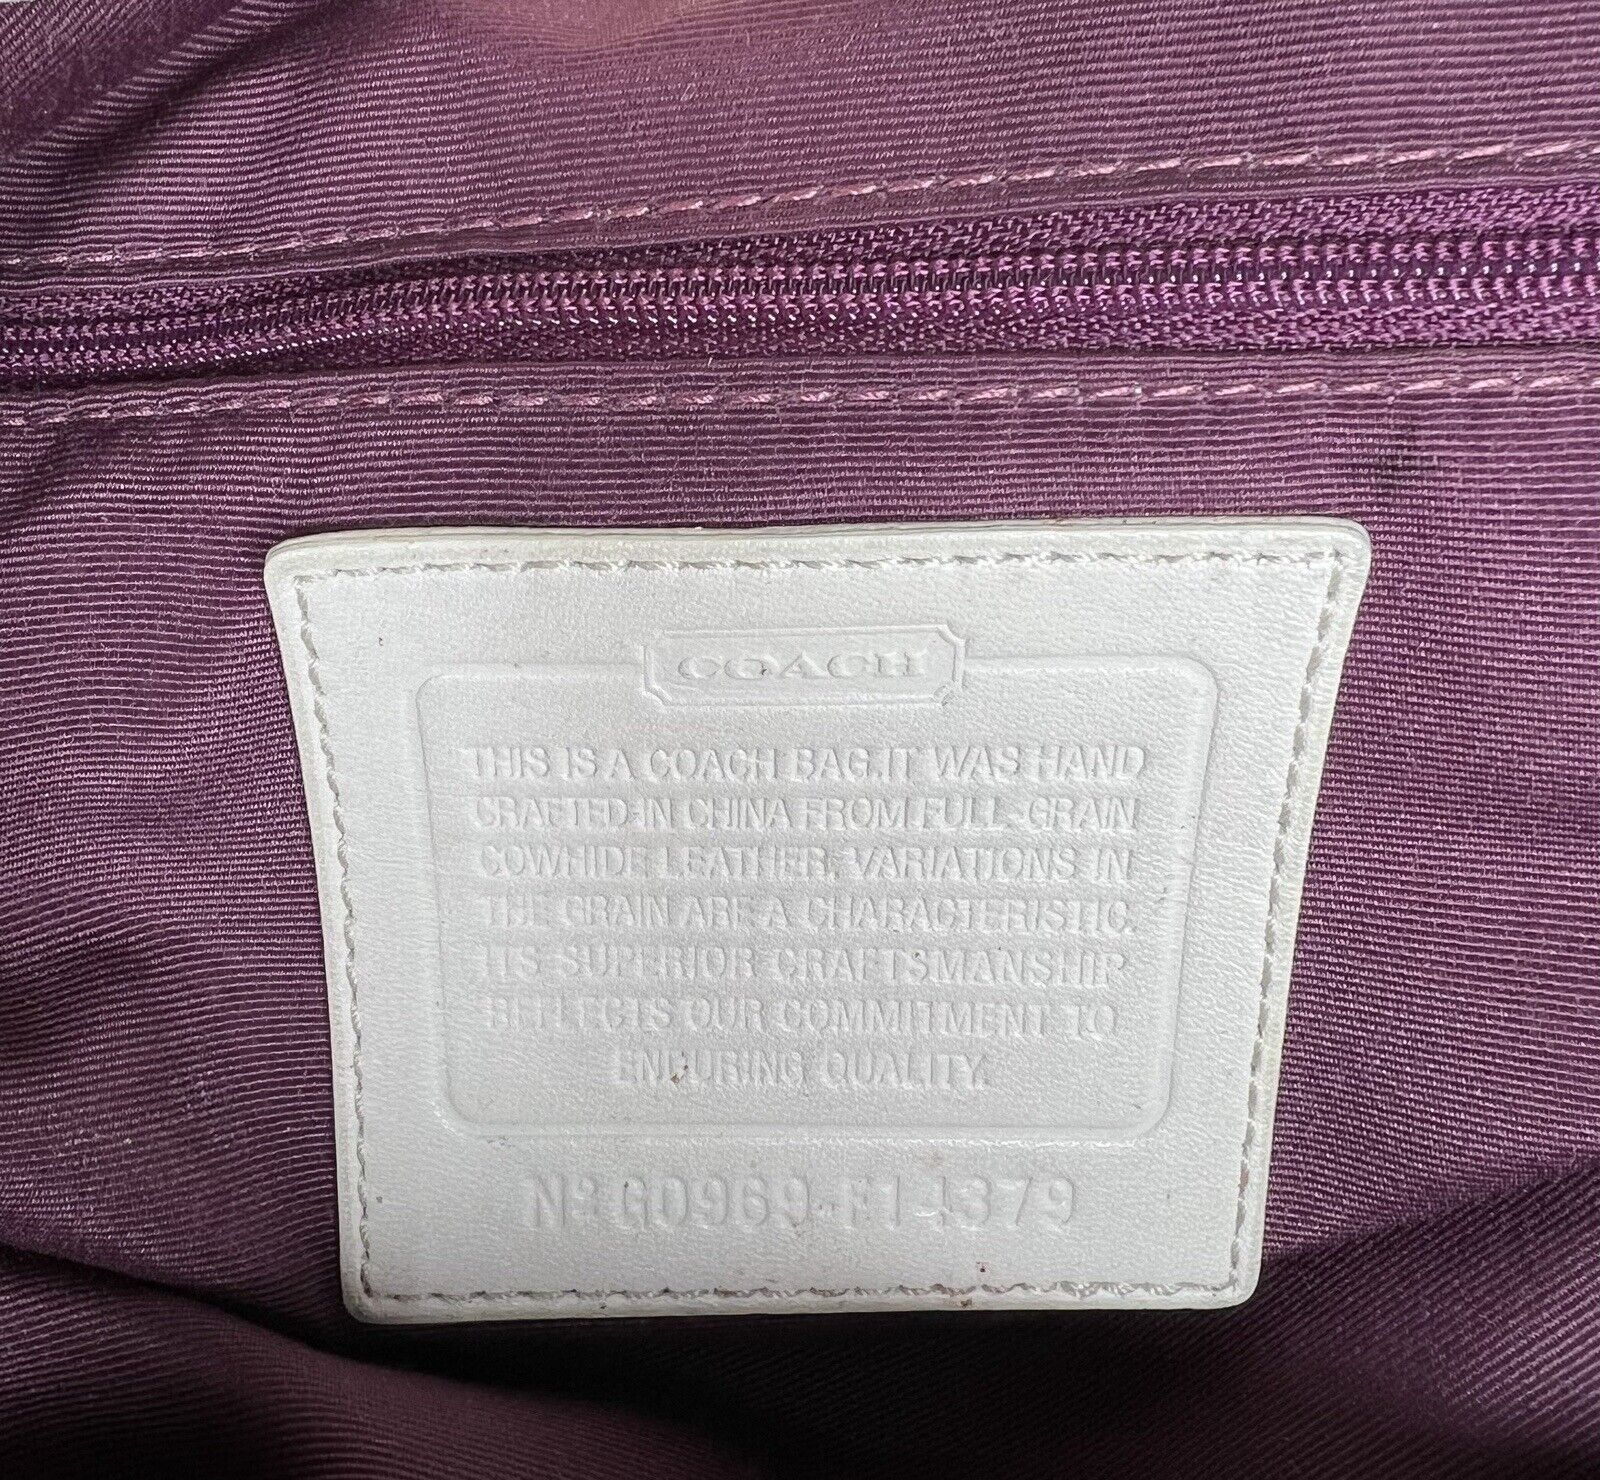 COACH
THIS IS A COACH BAG.IT WAS HAND
CRAFTED IN CHINA FROM FULL-GRAIN
COWHIDE LEATHER. VARIATIONS IN
THE GRAIN ARE A CHARACTERISTIC.
ITS SUPERIOR CRAFTSMANSHIP
REFLECTS OUR COMMITMENT TO
ENDURING QUALITY.
Nº G0969-F14379